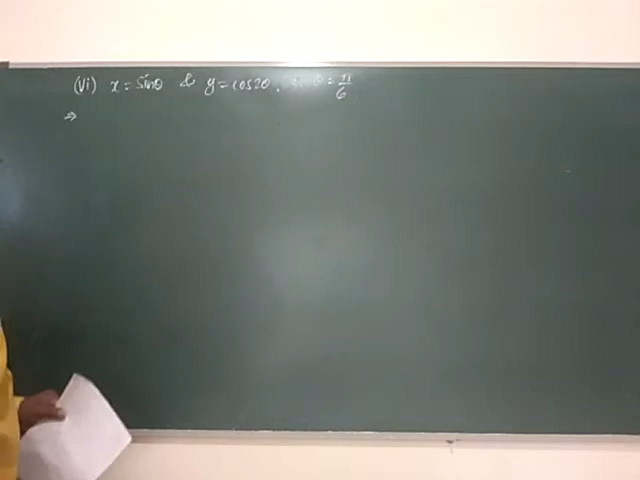 (Vi) x = sinθ & y = cos2θ, θ = π/6
⇒